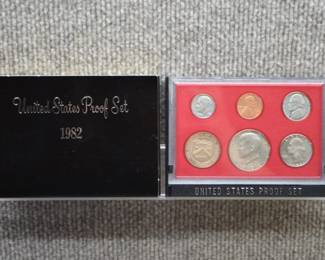 United States Proof Set
1982
UNITED STATES PROOF SET